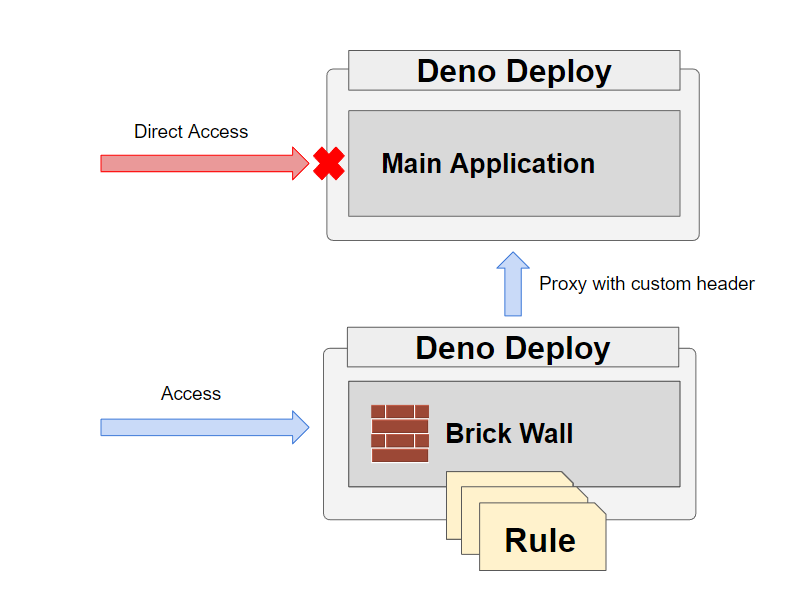 Deno Deploy
Direct Access
Main Application
Proxy with custom header
Deno Deploy
Access
Brick Wall
Rule